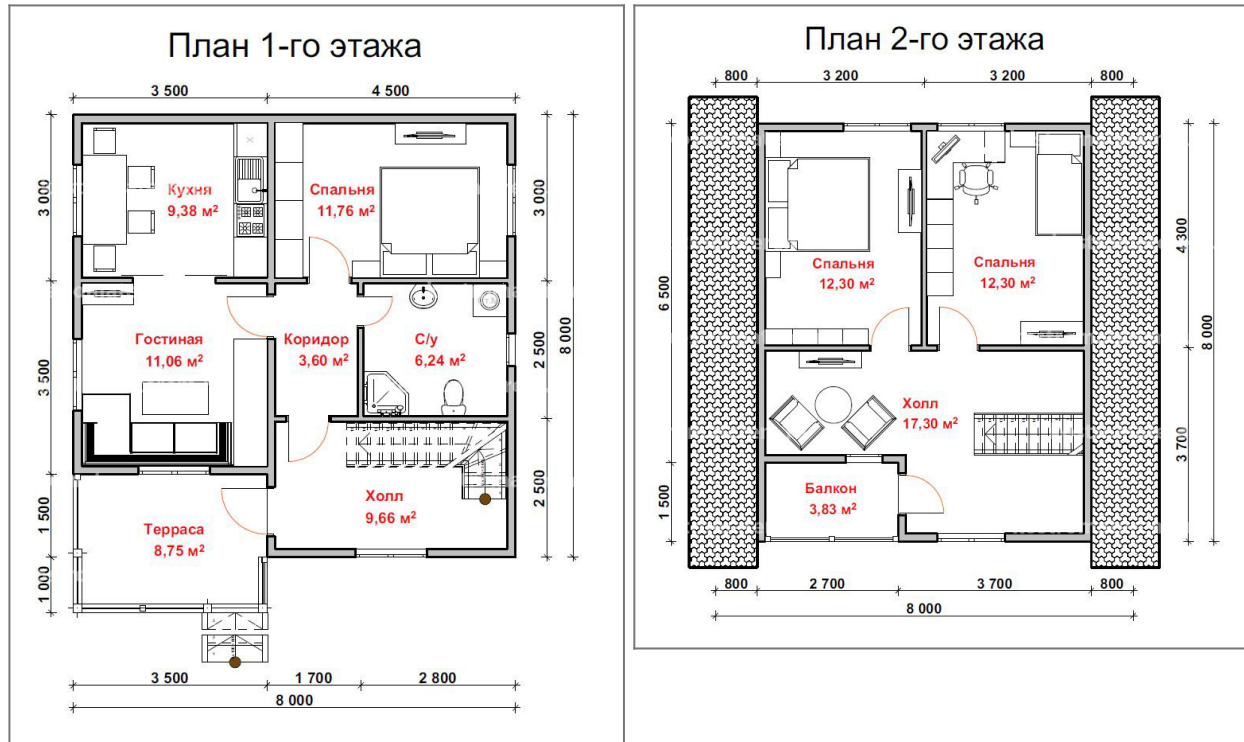 План 1-го этажа
3 500
4 500
3 000
Кухня
9,38 м²
Спальня
11,76 м²
3 000
Гостиная
11,06 м²
Коридор
3,60 м²
С/у
6,24 м²
3 500
2 500
8 000
Холл
9,66 м²
2 500
Терраса
8,75 м²
1 500
1 000
3 500
1 700
2 800
8 000
План 2-го этажа
800
3 200
3 200
800
Спальня
12,30 м²
Спальня
12,30 м²
6 500
4 300
8 000
Холл
17,30 м²
3 700
Балкон
3,83 м²
1 500
800
2 700
3 700
800
8 000